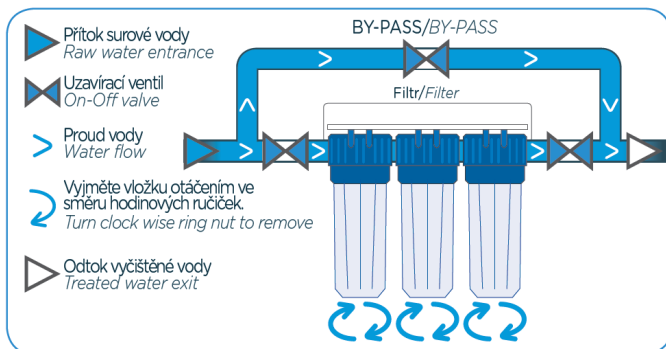 Přítok surové vody
Raw water entrance
Uzavírací ventil
On-Off valve
Proud vody
Water flow
Vyjměte vložku otáčením ve
směru hodinových ručiček.
Turn clock wise ring nut to remove
Odtok vyčištěné vody
Treated water exit
BY-PASS/BY-PASS
Filtr/Filter